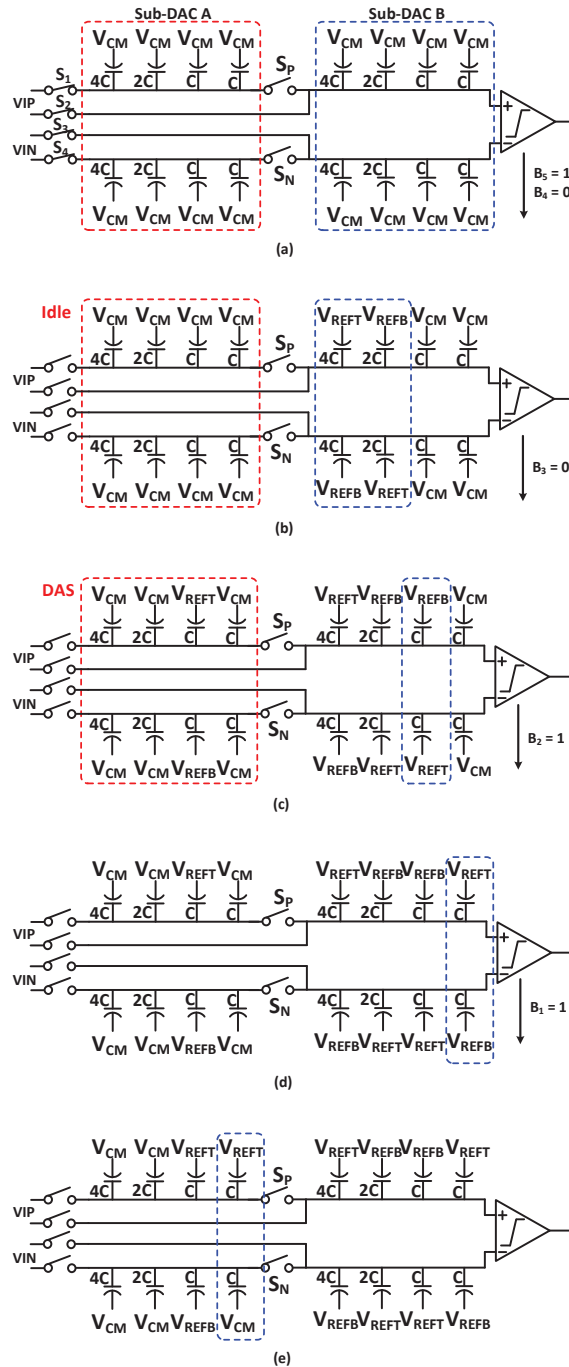 Sub-DAC A Sub-DAC B
VCM VCM VCM VCM VCM VCM VCM VCM
S1 4C 2C C C SP 4C 2C C C
VIP S2 +
S3
VIN S4 −
4C 2C C C SN 4C 2C C C B5 = 1
B4 = 0
VCM VCM VCM VCM VCM VCM VCM VCM
(a)
Idle VCM VCM VCM VCM VREFT VREFB VCM VCM
4C 2C C C SP 4C 2C C C
VIP +
VIN −
4C 2C C C SN 4C 2C C C
B3 = 0
VCM VCM VCM VCM VREFB VREFT VCM VCM
(b)
DAS
VCM VCM VREFT VCM VREFT VREFB VREFB VCM
4C 2C C C SP 4C 2C C C
VIP +
VIN −
4C 2C C C SN 4C 2C C C
B2 = 1
VCM VCM VREFB VCM VREFB VREFT VREFT VCM
(c)
VCM VCM VREFT VCM VREFT VREFB VREFB VREFT
4C 2C C C SP 4C 2C C C
VIP +
VIN −
4C 2C C C SN 4C 2C C C
B1 = 1
VCM VCM VREFB VCM VREFB VREFT VREFT VREFB
(d)
VCM VCM VREFT VREFT VREFT VREFB VREFB VREFT
4C 2C C C SP 4C 2C C C
VIP +
VIN −
4C 2C C C SN 4C 2C C C
VCM VCM VREFB VCM VREFB VREFT VREFT VREFB
(e)